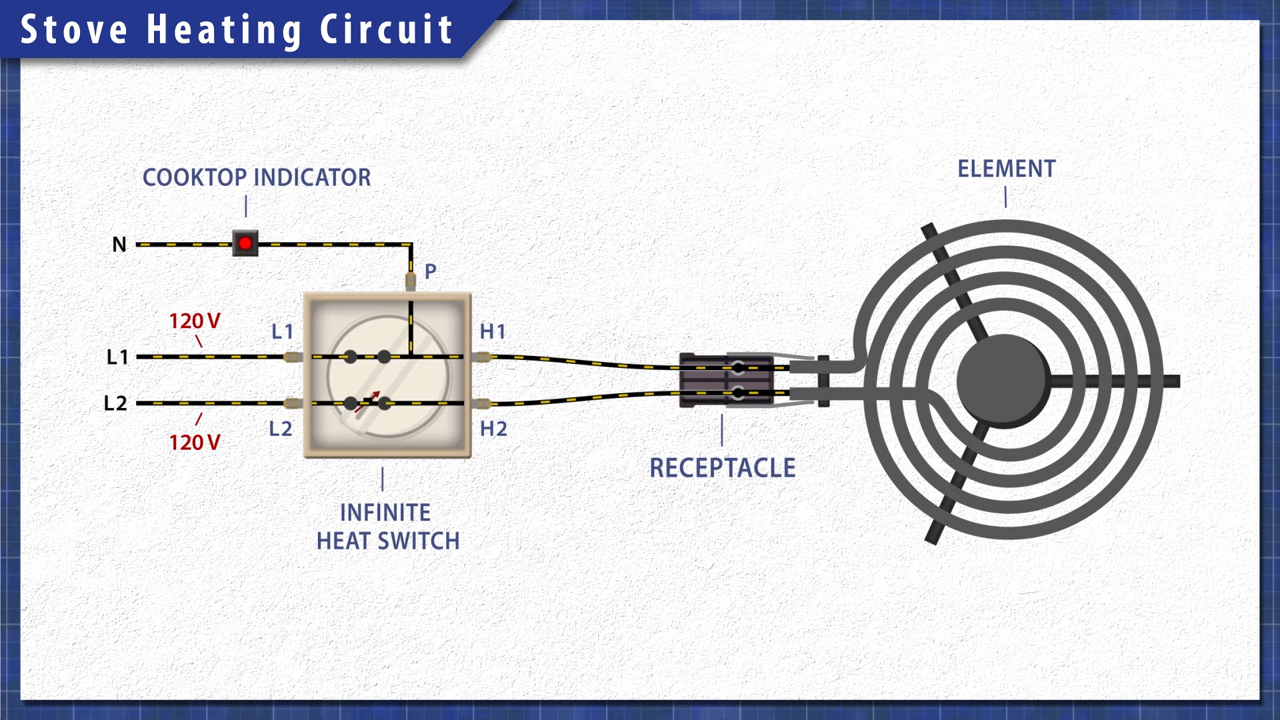 Stove Heating Circuit
COOKTOP INDICATOR
ELEMENT
N
P
120 V
L1
H1
L1
L2
L2
H2
120 V
RECEPTACLE
INFINITE
HEAT SWITCH